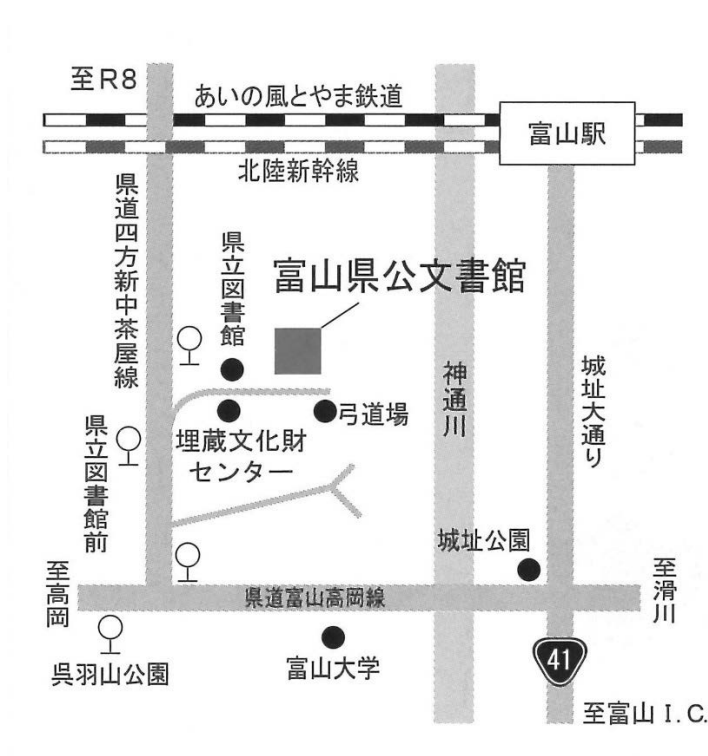 至R8
あいの風とやま鉄道
富山駅
北陸新幹線
県道四方新中茶屋線
県立図書館
富山県公文書館
神通川
城址大通り
弓道場
県立図書館前
埋蔵文化財
センター
城址公園
至高岡
県道富山高岡線
至滑川
呉羽山公園
富山大学
41
至富山I.C.